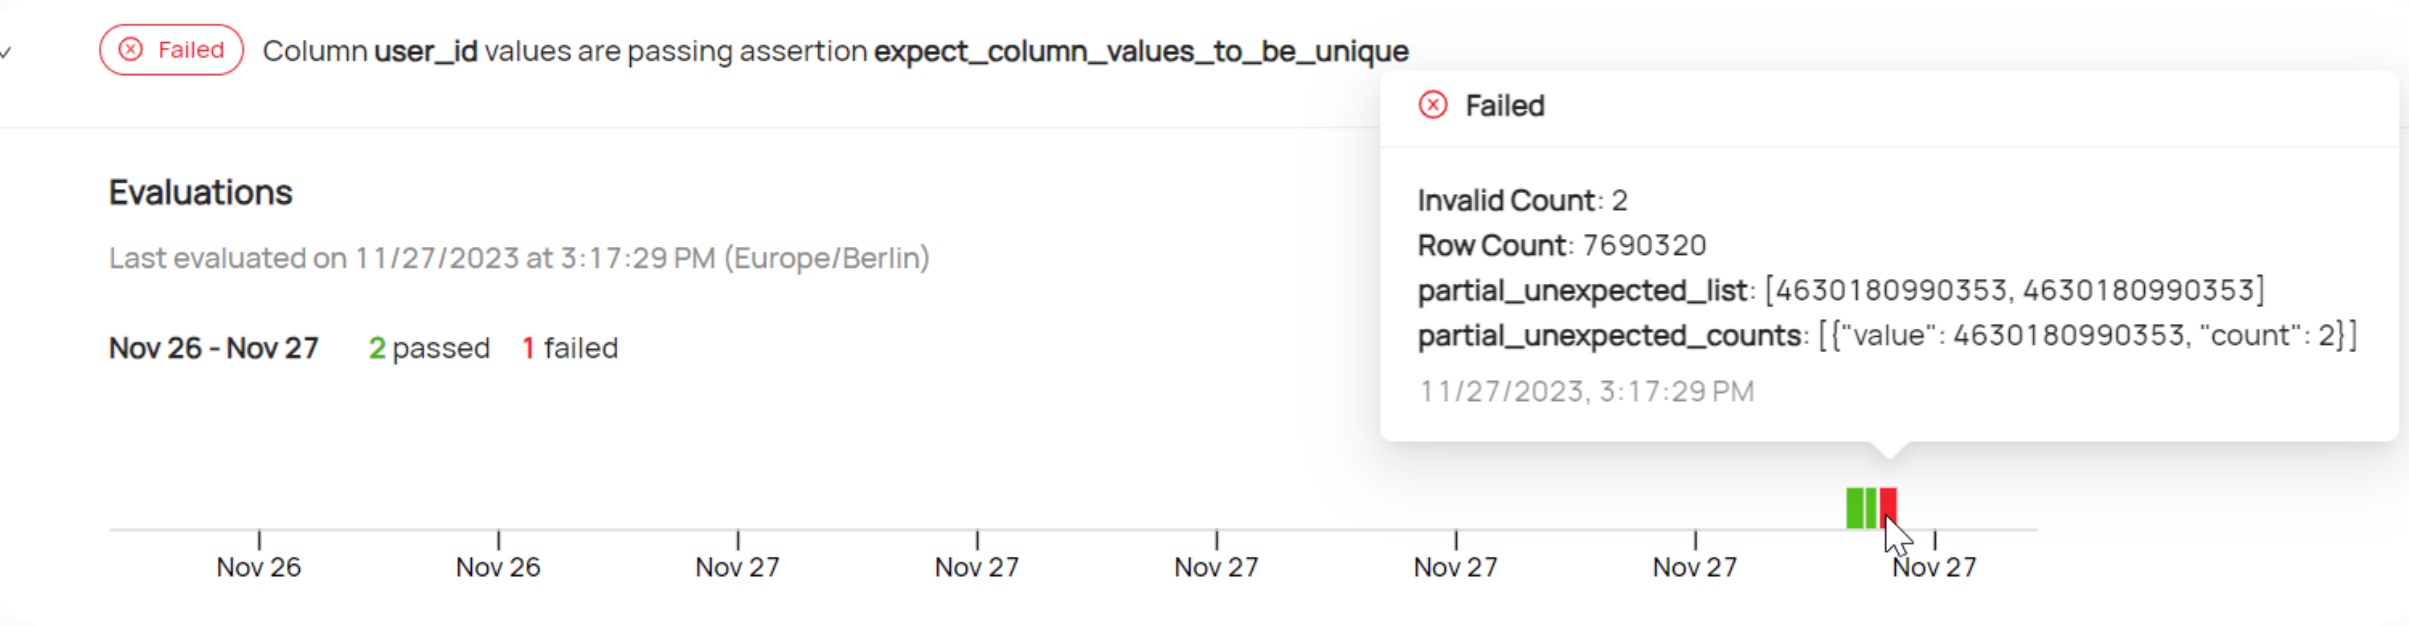 Failed Column user_id values are passing assertion expect_column_values_to_be_unique
Failed
Invalid Count: 2
Row Count: 7690320
partial_unexpected_list: [4630180990353, 4630180990353]
partial_unexpected_counts: [{"value": 4630180990353, "count": 2}]
11/27/2023, 3:17:29 PM
Evaluations
Last evaluated on 11/27/2023 at 3:17:29 PM (Europe/Berlin)
Nov 26 - Nov 27 2 passed 1 failed
Nov 26 Nov 26 Nov 27 Nov 27 Nov 27 Nov 27 Nov 27 Nov 27